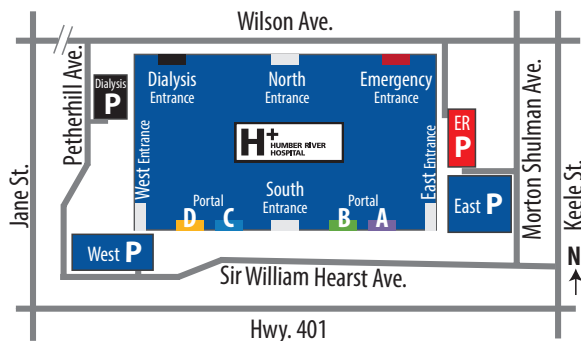 Wilson Ave.
Petherhill Ave.
Dialysis
P
Dialysis
Entrance
North
Entrance
Emergency
Entrance
ER
P
Morton Shulman Ave.
H+
HUMBER RIVER
HOSPITAL
Jane St.
West Entrance
East Entrance
Keele St.
Portal
D C
South
Entrance
Portal
B A
East P
West P
Sir William Hearst Ave.
N
Hwy. 401